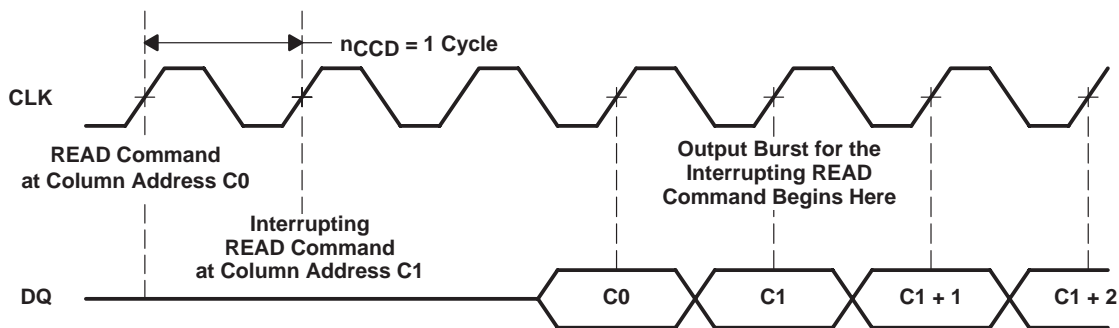 nCCD = 1 Cycle
CLK
READ Command
at Column Address C0
Output Burst for the
Interrupting READ
Command Begins Here
Interrupting
READ Command
at Column Address C1
DQ
C0
C1
C1 + 1
C1 + 2